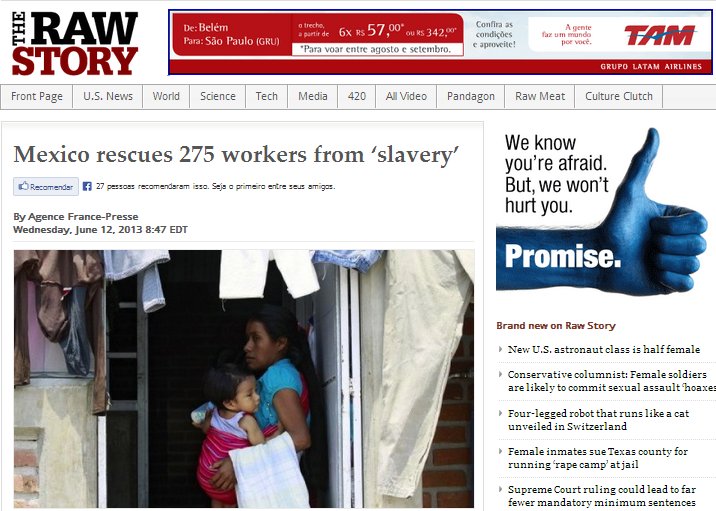 THE RAW
STORY
De: Belém
Para: São Paulo (GRU)
o trecho,
a partir de
6x R$ 57,00* ou R$ 342,00*
*Para voar entre agosto e setembro.
Confira as
condições
e aproveite!
A gente
faz um mundo
por você.
TAM
GRUPO LATAM AIRLINES
Front Page
U.S. News
World
Science
Tech
Media
420
All Video
Pandagon
Raw Meat
Culture Clutch
Mexico rescues 275 workers from ‘slavery’
Recomendar
27 pessoas recomendaram isso. Seja o primeiro entre seus amigos.
By Agence France-Presse
Wednesday, June 12, 2013 8:47 EDT
We know
you’re afraid.
But, we won’t
hurt you.
Promise.
Brand new on Raw Story
New U.S. astronaut class is half female
Conservative columnist: Female soldiers
are likely to commit sexual assault ‘hoaxes
Four-legged robot that runs like a cat
unveiled in Switzerland
Female inmates sue Texas county for
running ‘rape camp’ at jail
Supreme Court ruling could lead to far
fewer mandatory minimum sentences